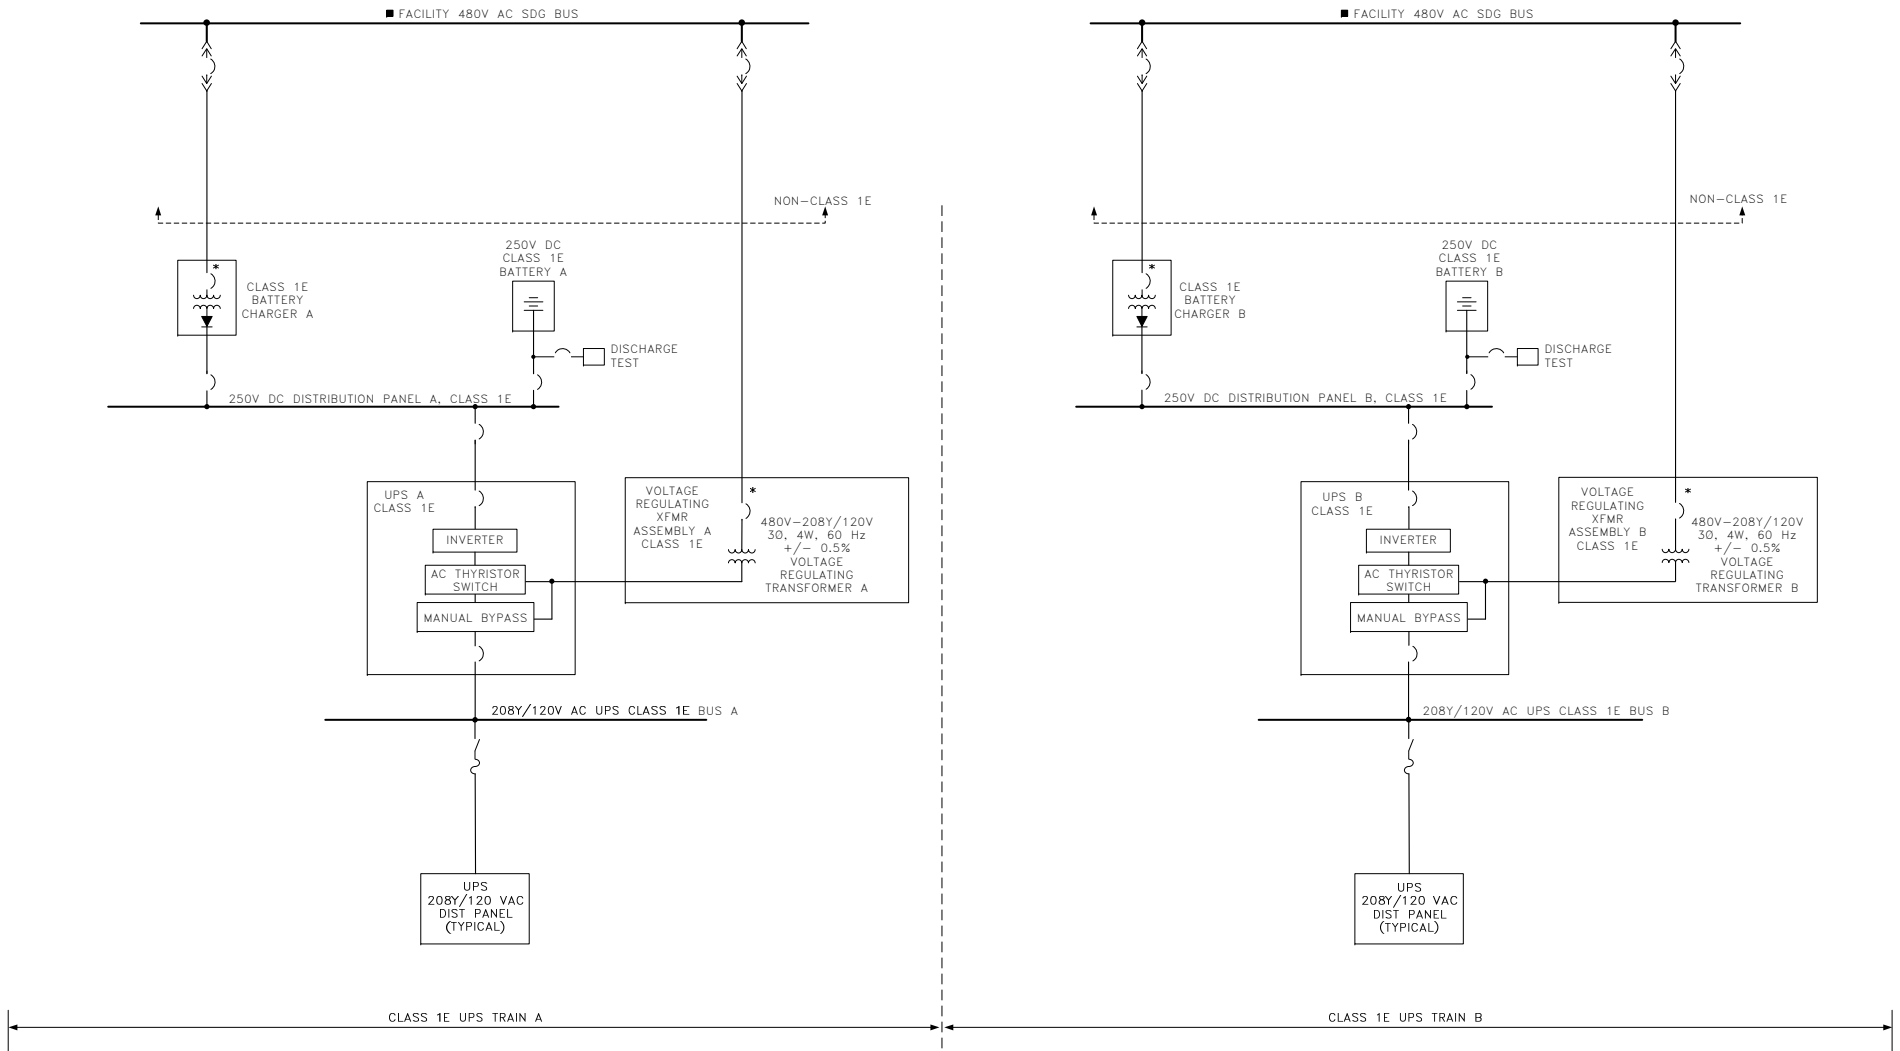 ■ FACILITY 480V AC SDG BUS
NON-CLASS 1E
250V DC
CLASS 1E
BATTERY A
*
CLASS 1E
BATTERY
CHARGER A
DISCHARGE
TEST
250V DC DISTRIBUTION PANEL A, CLASS 1E
UPS A
CLASS 1E
INVERTER
AC THYRISTOR
SWITCH
MANUAL BYPASS
VOLTAGE
REGULATING
XFMR
ASSEMBLY A
CLASS 1E
*
480V-208Y/120V
3Ø, 4W, 60 Hz
+/- 0.5%
VOLTAGE
REGULATING
TRANSFORMER A
208Y/120V AC UPS CLASS 1E BUS A
UPS
208Y/120 VAC
DIST PANEL
(TYPICAL)
CLASS 1E UPS TRAIN A
■ FACILITY 480V AC SDG BUS
NON-CLASS 1E
250V DC
CLASS 1E
BATTERY B
*
CLASS 1E
BATTERY
CHARGER B
DISCHARGE
TEST
250V DC DISTRIBUTION PANEL B, CLASS 1E
UPS B
CLASS 1E
INVERTER
AC THYRISTOR
SWITCH
MANUAL BYPASS
VOLTAGE
REGULATING
XFMR
ASSEMBLY B
CLASS 1E
*
480V-208Y/120V
3Ø, 4W, 60 Hz
+/- 0.5%
VOLTAGE
REGULATING
TRANSFORMER B
208Y/120V AC UPS CLASS 1E BUS B
UPS
208Y/120 VAC
DIST PANEL
(TYPICAL)
CLASS 1E UPS TRAIN B